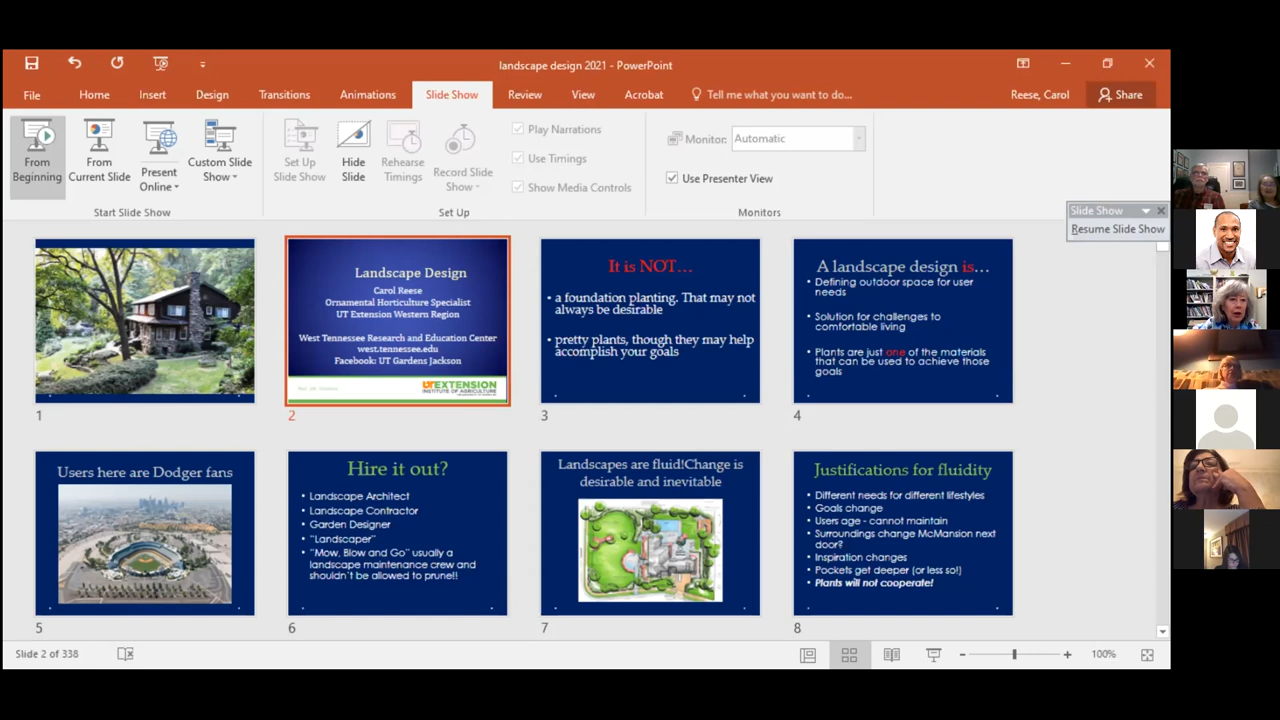 landscape design 2021 - PowerPoint
File Home Insert Design Transitions Animations Slide Show Review View Acrobat Tell me what you want to do... Reese, Carol Share
From Beginning
From Current Slide
Present Online
Custom Slide Show
Set Up Slide Show
Hide Slide
Rehearse Timings
Record Slide Show
Play Narrations
Use Timings
Show Media Controls
Monitor: Automatic
Use Presenter View
Start Slide Show
Set Up
Monitors
Slide Show
Resume Slide Show
1
Landscape Design
Carol Reese
Ornamental Horticulture Specialist
UT Extension Western Region
West Tennessee Research and Education Center
west.tennessee.edu
Facebook: UT Gardens Jackson
UTEXTENSION
INSTITUTE OF AGRICULTURE
2
It is NOT...
• a foundation planting. That may not
always be desirable
• pretty plants, though they may help
accomplish your goals
3
A landscape design is...
• Defining outdoor space for user
needs
• Solution for challenges to
comfortable living
• Plants are just one of the materials
that can be used to achieve those
goals
4
Users here are Dodger fans
5
Hire it out?
• Landscape Architect
• Landscape Contractor
• Garden Designer
• "Landscaper"
• "Mow, Blow and Go" usually a
landscape maintenance crew and
shouldn't be allowed to prune!!
6
Landscapes are fluid!Change is
desirable and inevitable
7
Justifications for fluidity
• Different needs for different lifestyles
• Goals change
• Users age - cannot maintain
• Surroundings change McMansion next
door?
• Inspiration changes
• Pockets get deeper (or less so!)
• Plants will not cooperate!
8
Slide 2 of 338
100%